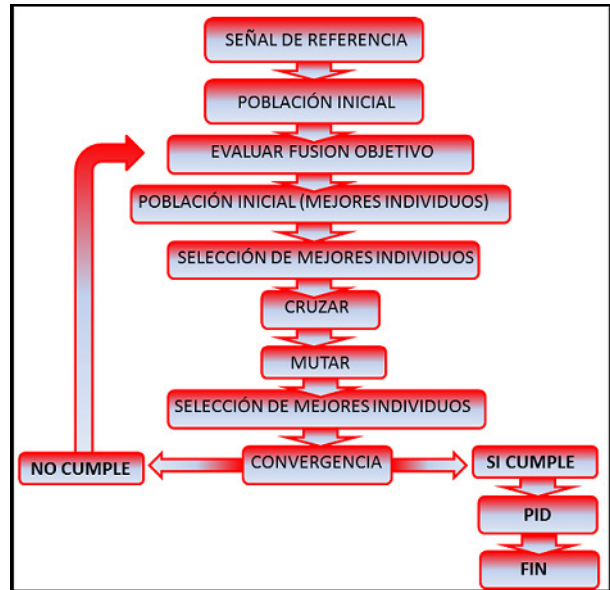 SEÑAL DE REFERENCIA
POBLACIÓN INICIAL
EVALUAR FUSION OBJETIVO
POBLACIÓN INICIAL (MEJORES INDIVIDUOS)
SELECCIÓN DE MEJORES INDIVIDUOS
CRUZAR
MUTAR
SELECCIÓN DE MEJORES INDIVIDUOS
NO CUMPLE
CONVERGENCIA
SI CUMPLE
PID
FIN